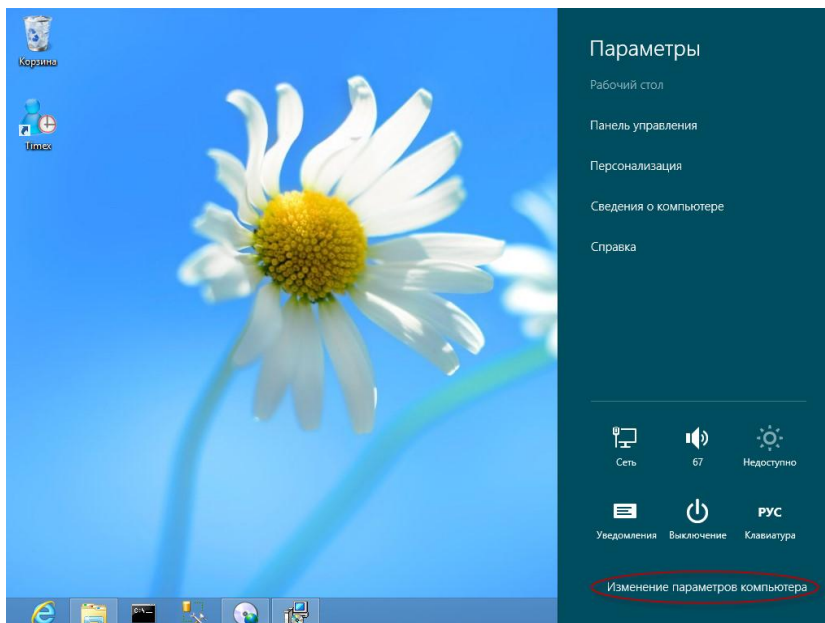 Корзина
Timex
Параметры
Рабочий стол
Панель управления
Персонализация
Сведения о компьютере
Справка
Сеть
67
Недоступно
Уведомления
Выключение
РУС
Клавиатура
Изменение параметров компьютера